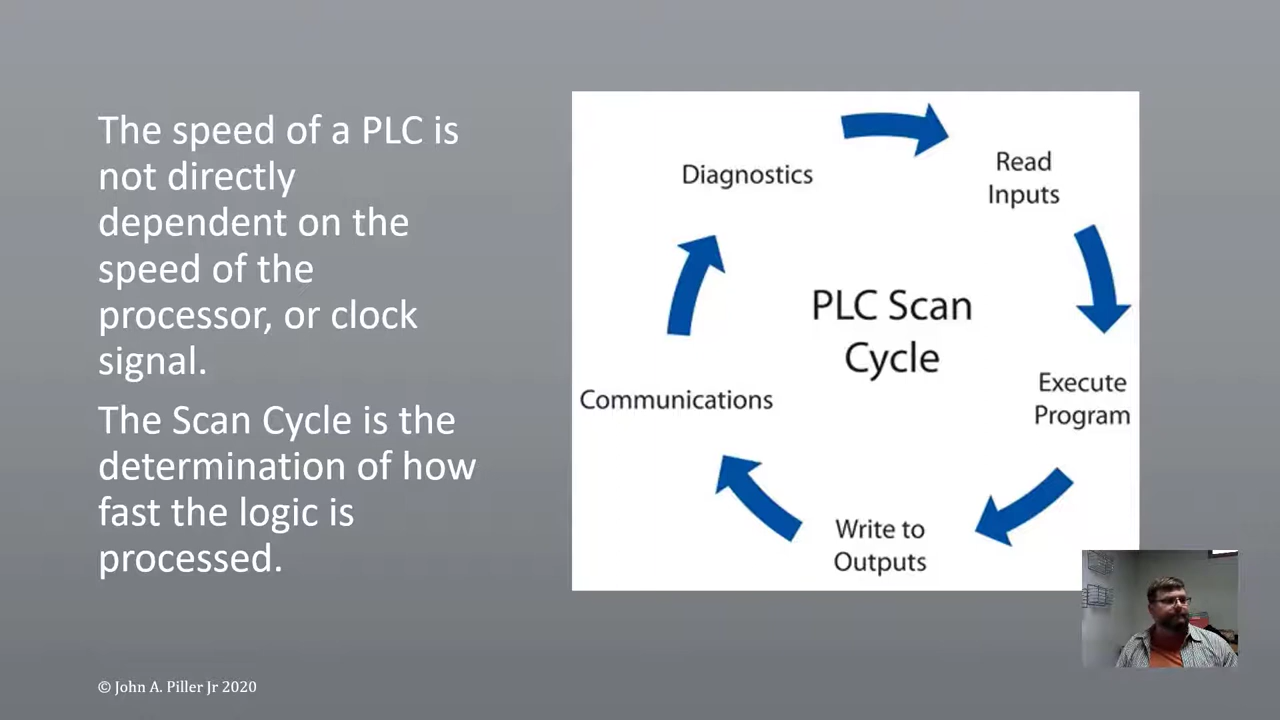 The speed of a PLC is
not directly
dependent on the
speed of the
processor, or clock
signal.
The Scan Cycle is the
determination of how
fast the logic is
processed.
Diagnostics
Read
Inputs
PLC Scan
Cycle
Execute
Program
Communications
Write to
Outputs
© John A. Piller Jr 2020